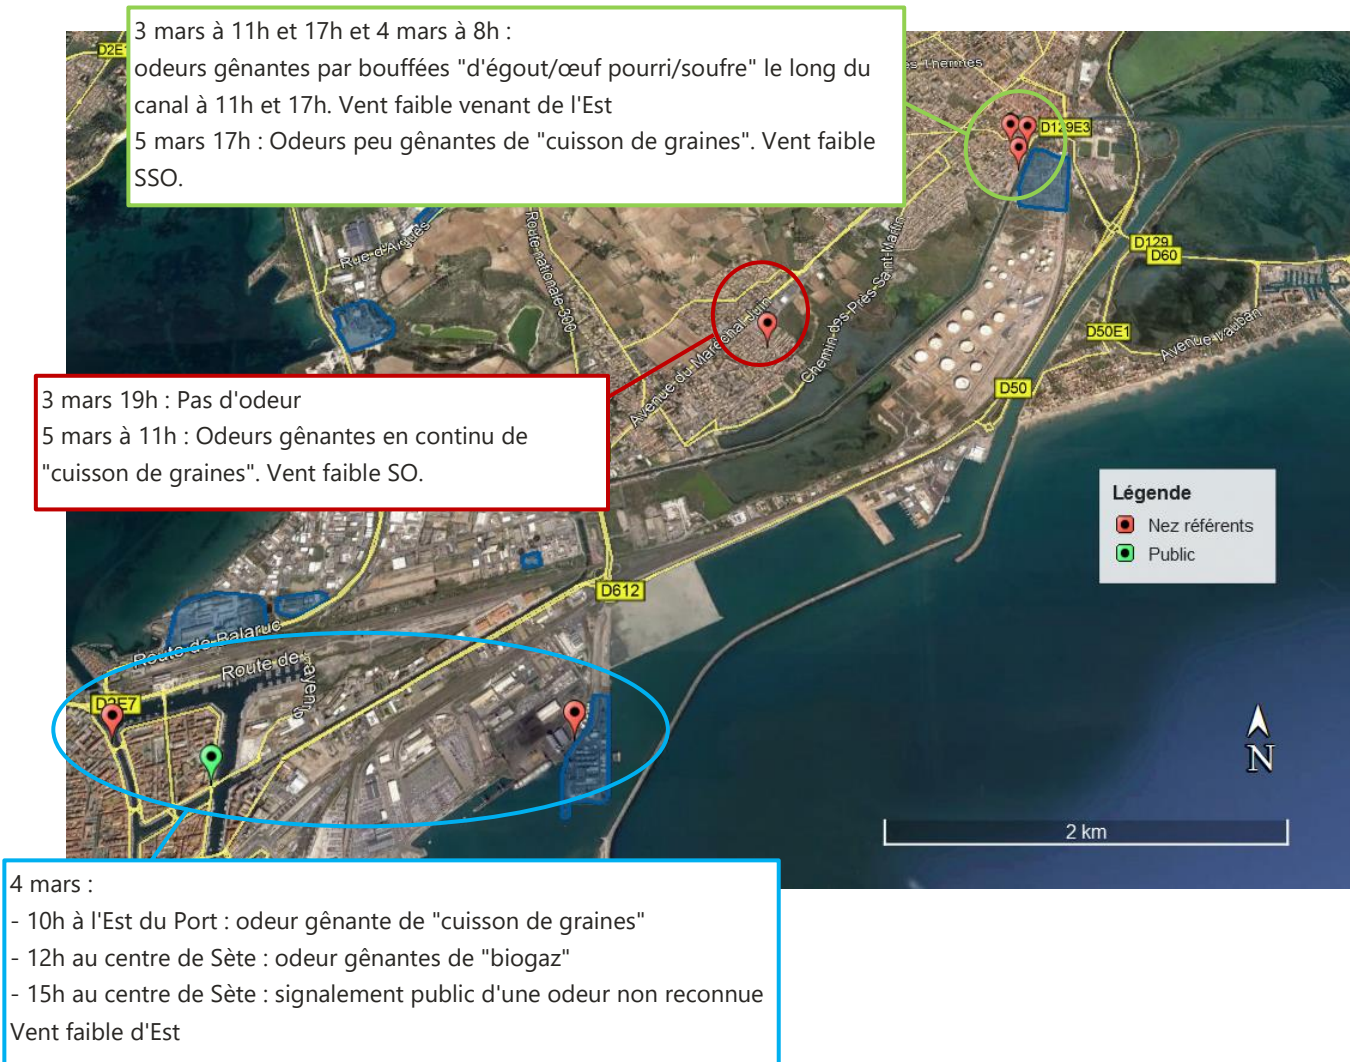 3 mars à 11h et 17h et 4 mars à 8h :
odeurs gênantes par bouffées "d'égout/œuf pourri/soufre" le long du
canal à 11h et 17h. Vent faible venant de l'Est
5 mars 17h : Odeurs peu gênantes de "cuisson de graines". Vent faible
SSO.
D2E
s Thermes
D129E3
Rue d'Aigues
Route nationale 300
Chemin des Prés Saint-Martin
D129
D60
D50E1
Avenue Vauban
Avenue du Maréchal Juin
D50
3 mars 19h : Pas d'odeur
5 mars à 11h : Odeurs gênantes en continu de
"cuisson de graines". Vent faible SO.
Légende
Nez référents
Public
D612
Route de Balaruc
Route de
D2E7
N
2 km
4 mars :
- 10h à l'Est du Port : odeur gênante de "cuisson de graines"
- 12h au centre de Sète : odeur gênantes de "biogaz"
- 15h au centre de Sète : signalement public d'une odeur non reconnue
Vent faible d'Est